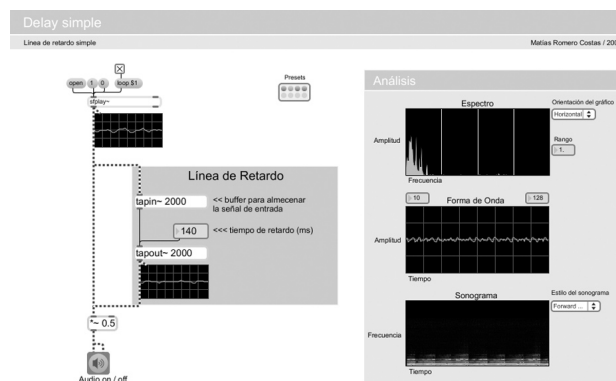 Delay simple
Línea de retardo simple
Matías Romero Costas / 200
open
1
0
loop $1
sfplay~
Presets
Línea de Retardo
tapin~ 2000
<< buffer para almecenar
la señal de entrada
140
<<< tiempo de retardo (ms)
tapout~ 2000
*~ 0.5
Audio on / off
Análisis
Espectro
Orientación del gráfico
Horizontal
Amplitud
Rango
1.
Frecuencia
10
Forma de Onda
128
Amplitud
Tiempo
Sonograma
Estilo del sonograma
Forward ...
Frecuencia
Tiempo